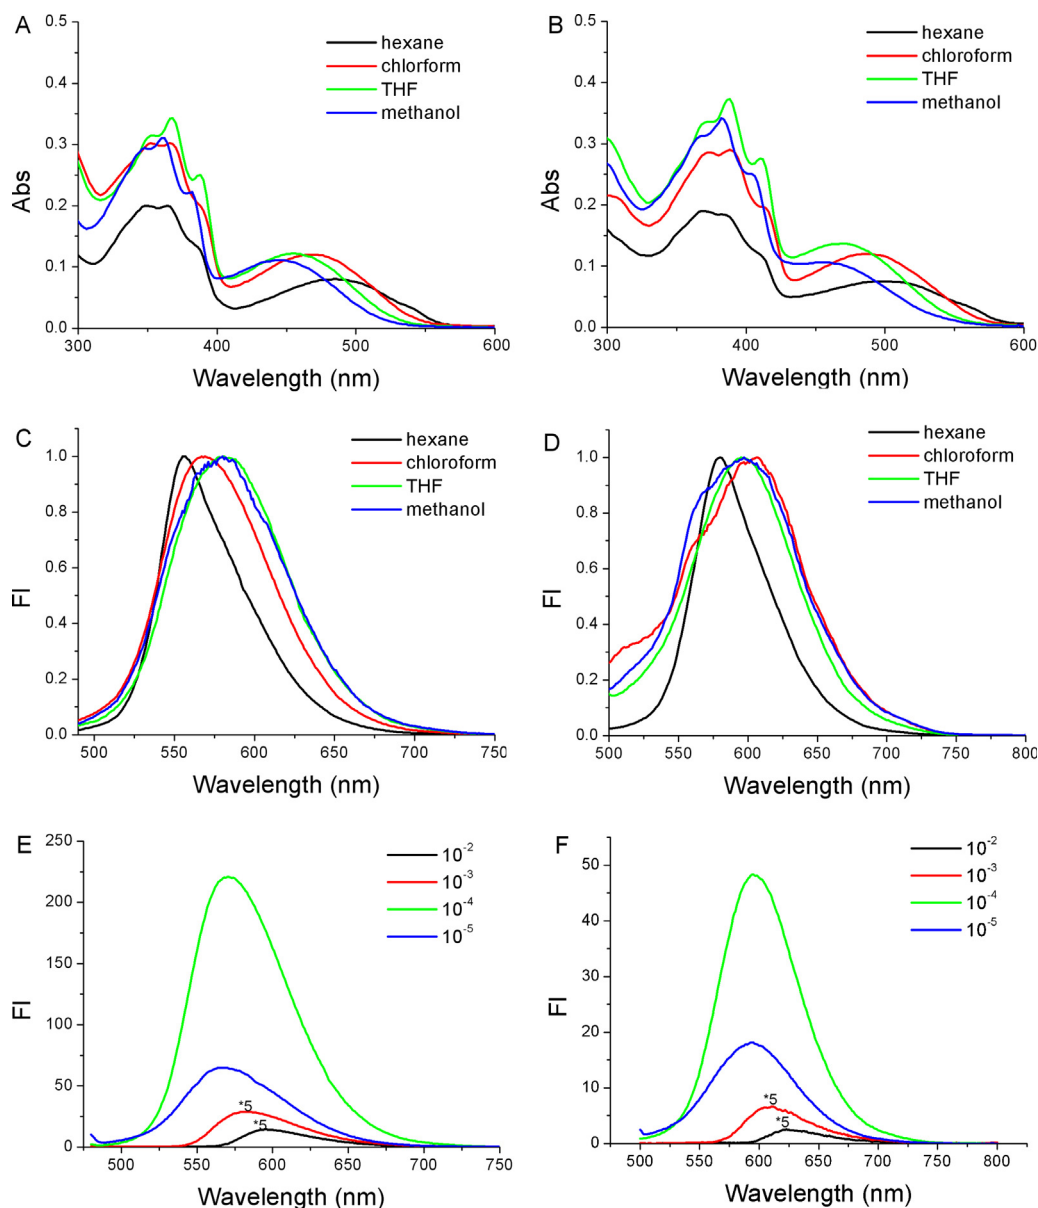 A
hexane
chlorform
THF
methanol
0.5
0.4
0.3
0.2
0.1
0.0
Abs
300
400
500
600
Wavelength (nm)
B
hexane
chloroform
THF
methanol
0.5
0.4
0.3
0.2
0.1
0.0
Abs
300
400
500
600
Wavelength (nm)
C
hexane
chloroform
THF
methanol
1.0
0.8
0.6
0.4
0.2
0.0
FI
500
550
600
650
700
750
Wavelength (nm)
D
hexane
chloroform
THF
methanol
1.0
0.8
0.6
0.4
0.2
0.0
FI
500
550
600
650
700
750
800
Wavelength (nm)
E
10⁻²
10⁻³
10⁻⁴
10⁻⁵
250
200
150
100
50
0
FI
*5
*5
500
550
600
650
700
750
Wavelength (nm)
F
10⁻²
10⁻³
10⁻⁴
10⁻⁵
50
40
30
20
10
0
FI
*5
*5
500
550
600
650
700
750
800
Wavelength (nm)